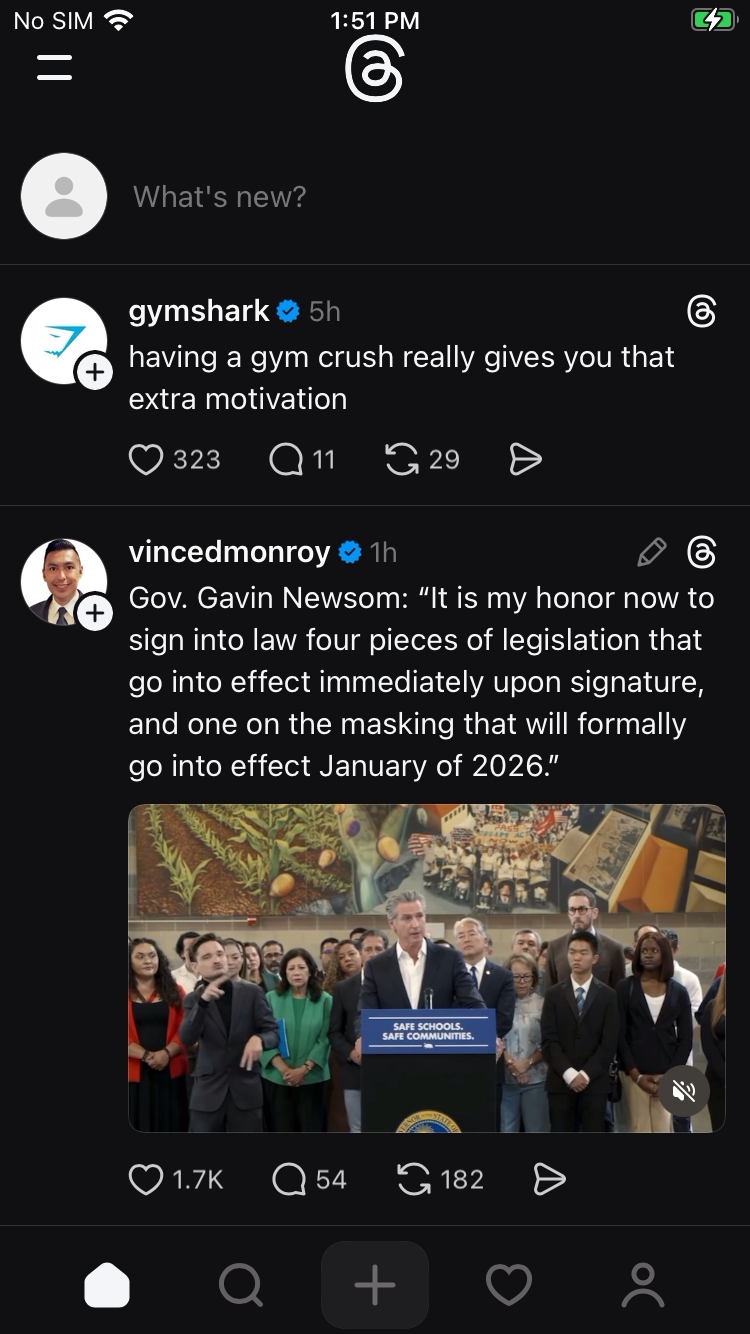 No SIM 1:51 PM
What's new?
gymshark 5h
having a gym crush really gives you that
extra motivation
323 11 29
vincedmonroy 1h
Gov. Gavin Newsom: “It is my honor now to
sign into law four pieces of legislation that
go into effect immediately upon signature,
and one on the masking that will formally
go into effect January of 2026.”
SAFE SCHOOLS.
SAFE COMMUNITIES.
1.7K 54 182